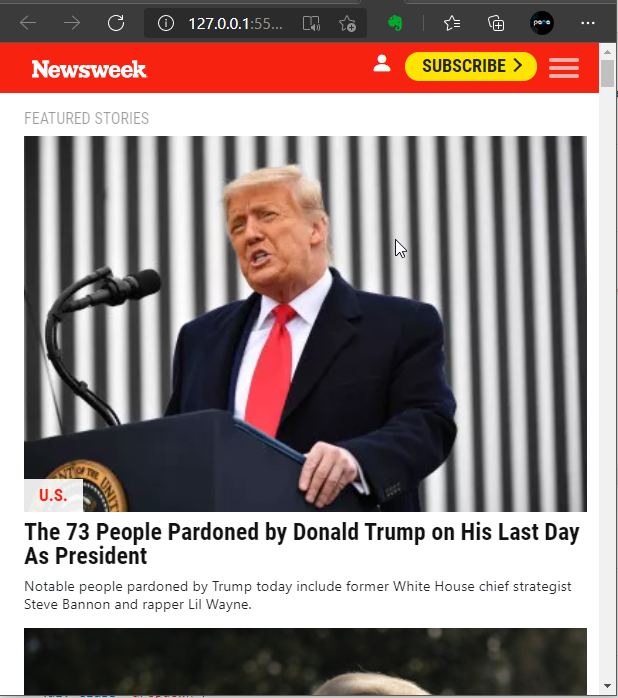 127.0.0.1:55...
pana
Newsweek
SUBSCRIBE
FEATURED STORIES
U.S.
The 73 People Pardoned by Donald Trump on His Last Day
As President
Notable people pardoned by Trump today include former White House chief strategist
Steve Bannon and rapper Lil Wayne.